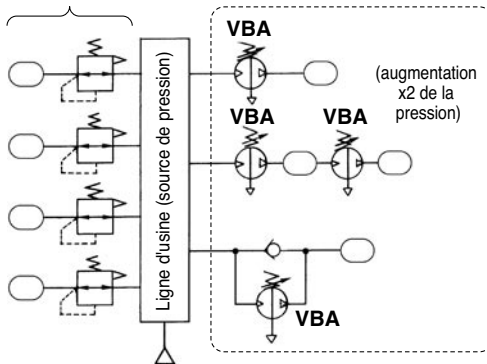 VBA
(augmentation
x2 de la
pression)
VBA
VBA
Ligne d'usine (source de pression)
VBA